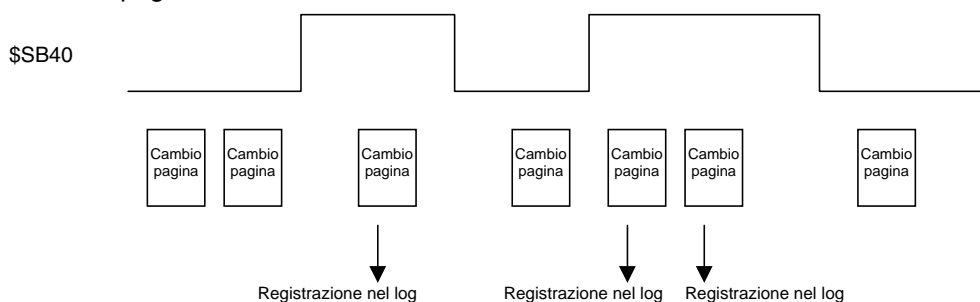 $SB40
Cambio Cambio Cambio Cambio Cambio Cambio Cambio
pagina pagina pagina pagina pagina pagina pagina
Registrazione nel log Registrazione nel log Registrazione nel log